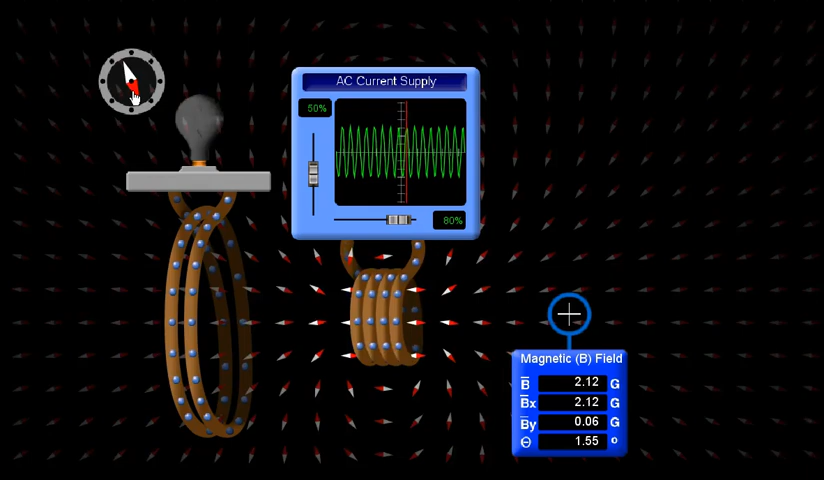 AC Current Supply
50%
80%
Magnetic (B) Field
B 2.12 G
Bx 2.12 G
By 0.06 G
Θ 1.55 º